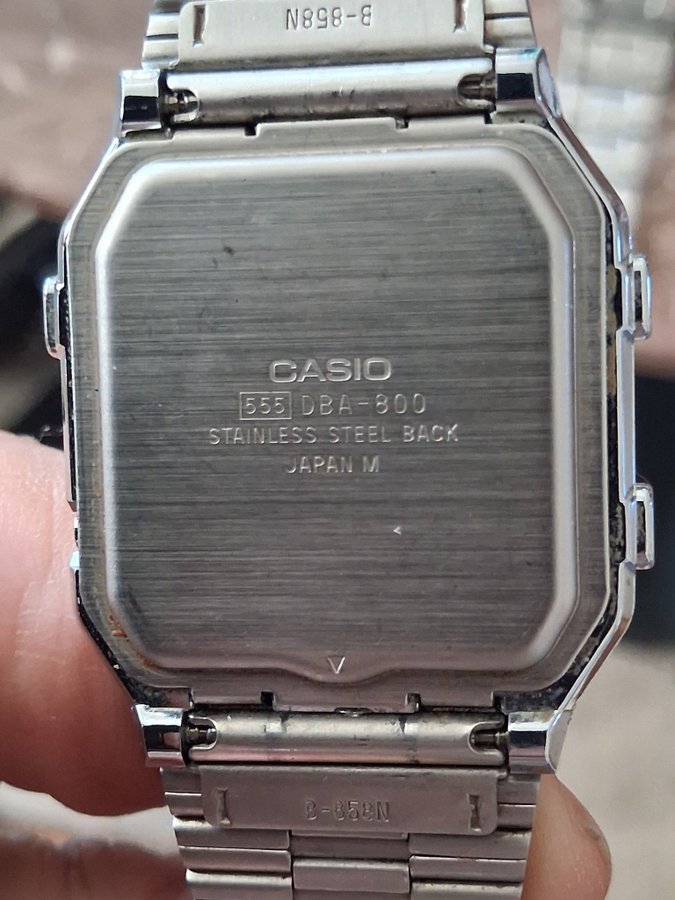 B-858N
CASIO
555 DBA-800
STAINLESS STEEL BACK
JAPAN M
B-858N